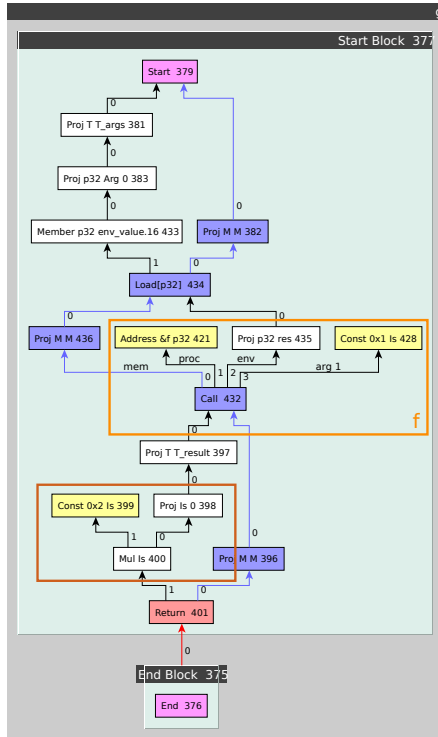 Start Block 377
Start 379
0
Proj T T_args 381
0
0
Proj p32 Arg 0 383
0
0
Member p32 env_value.16 433
Proj M M 382
1
0
Load[p32] 434
0
0
Proj M M 436
Address &f p32 421
Proj p32 res 435
Const 0x1 Is 428
mem
proc
env
arg 1
0
1
2
3
Call 432
f
0
0
Proj T T_result 397
0
0
Const 0x2 Is 399
Proj Is 0 398
1
0
Mul Is 400
Proj M M 396
1
0
Return 401
0
End Block 375
End 376